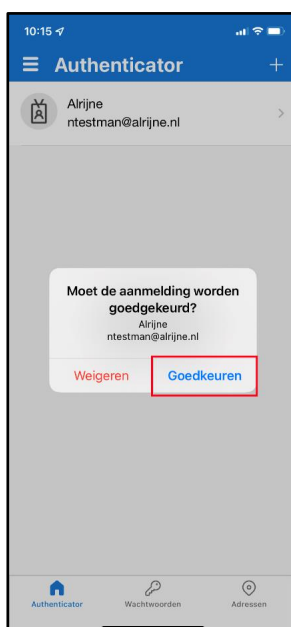 10:15
Authenticator
Alrijne
ntestman@alrijne.nl
Moet de aanmelding worden
goedgekeurd?
Alrijne
ntestman@alrijne.nl
Weigeren Goedkeuren
Authenticator Wachtwoorden Adressen